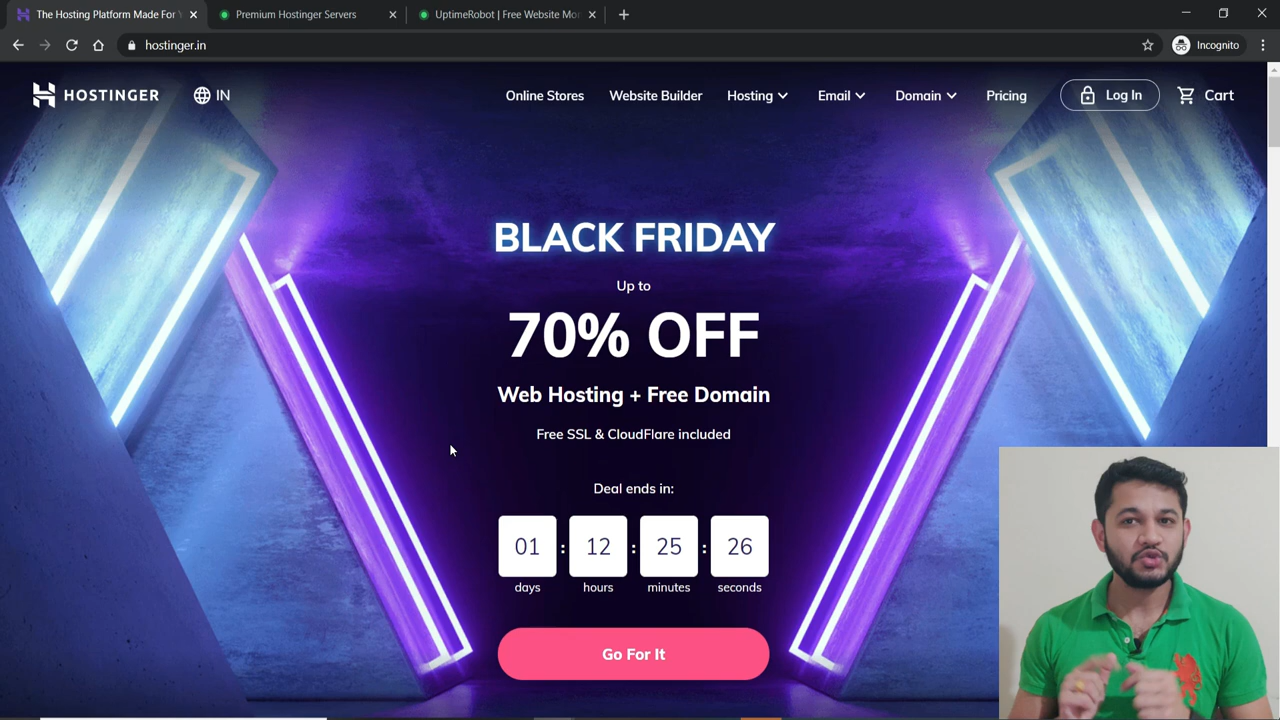 The Hosting Platform Made For
Premium Hostinger Servers
UptimeRobot | Free Website Mo
hostinger.in
Incognito
HOSTINGER
IN
Online Stores
Website Builder
Hosting
Email
Domain
Pricing
Log In
Cart
BLACK FRIDAY
Up to
70% OFF
Web Hosting + Free Domain
Free SSL & CloudFlare included
Deal ends in:
01 : 12 : 25 : 26
days hours minutes seconds
Go For It